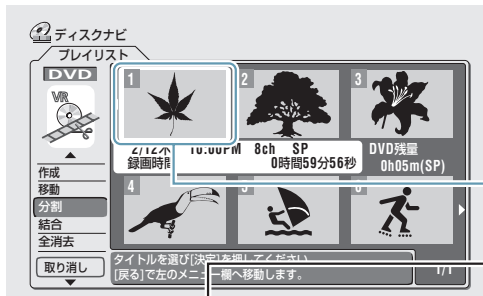 ディスクナビ
プレイリスト
DVD
VR
1
2
3
2/12木 10:00PM 8ch SP
録画時間 0時間59分56秒
DVD残量
0h05m(SP)
作成
移動
分割
結合
全消去
取り消し
4
タイトルを選び[決定]を押してください。
[戻る]で左のメニュー欄へ移動します。
1/1